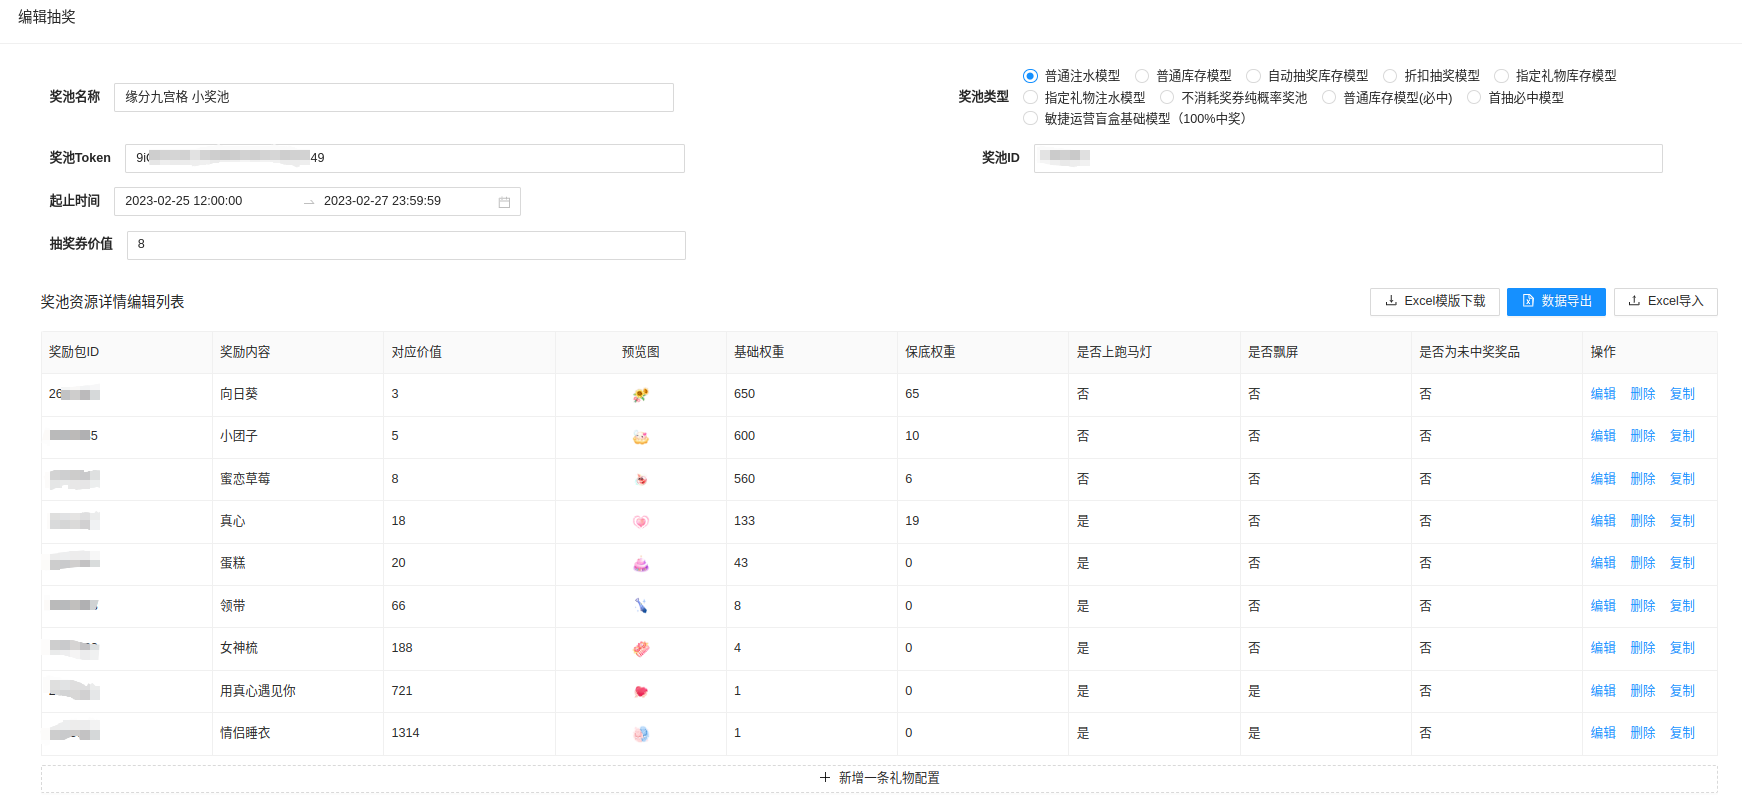 编辑抽奖
奖池名称 缘分九宫格 小奖池
奖池类型 普通注水模型 普通库存模型 自动抽奖库存模型 折扣抽奖模型 指定礼物库存模型
指定礼物注水模型 不消耗奖券纯概率奖池 普通库存模型(必中) 首抽必中模型
敏捷运营盲盒基础模型（100%中奖）
奖池Token 9i 49
奖池ID
起止时间 2023-02-25 12:00:00 → 2023-02-27 23:59:59
抽奖券价值 8
奖池资源详情编辑列表 Excel模版下载 数据导出 Excel导入
奖励包ID 奖励内容 对应价值 预览图 基础权重 保底权重 是否上跑马灯 是否飘屏 是否为未中奖奖品 操作
26 向日葵 3 650 65 否 否 否 编辑 删除 复制
5 小团子 5 600 10 否 否 否 编辑 删除 复制
蜜恋草莓 8 560 6 否 否 否 编辑 删除 复制
真心 18 133 19 是 否 否 编辑 删除 复制
蛋糕 20 43 0 是 否 否 编辑 删除 复制
领带 66 8 0 是 否 否 编辑 删除 复制
女神梳 188 4 0 是 否 否 编辑 删除 复制
用真心遇见你 721 1 0 是 是 否 编辑 删除 复制
情侣睡衣 1314 1 0 是 是 否 编辑 删除 复制
+ 新增一条礼物配置